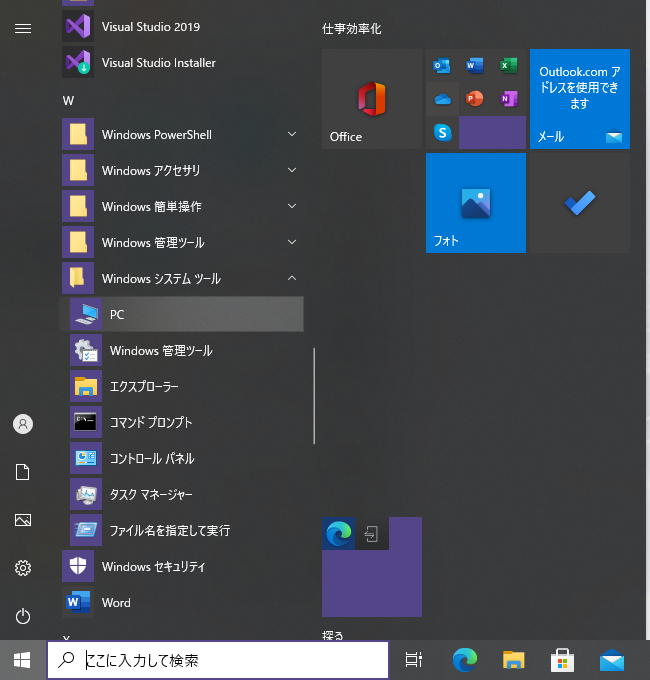 Visual Studio 2019
Visual Studio Installer
W
Windows PowerShell
Windows アクセサリ
Windows 簡単操作
Windows 管理ツール
Windows システム ツール
PC
Windows 管理ツール
エクスプローラー
コマンド プロンプト
コントロール パネル
タスク マネージャー
ファイル名を指定して実行
Windows セキュリティ
Word
仕事効率化
Office
Outlook.com ア
ドレスを使用でき
ます
メール
フォト
探る
ここに入力して検索